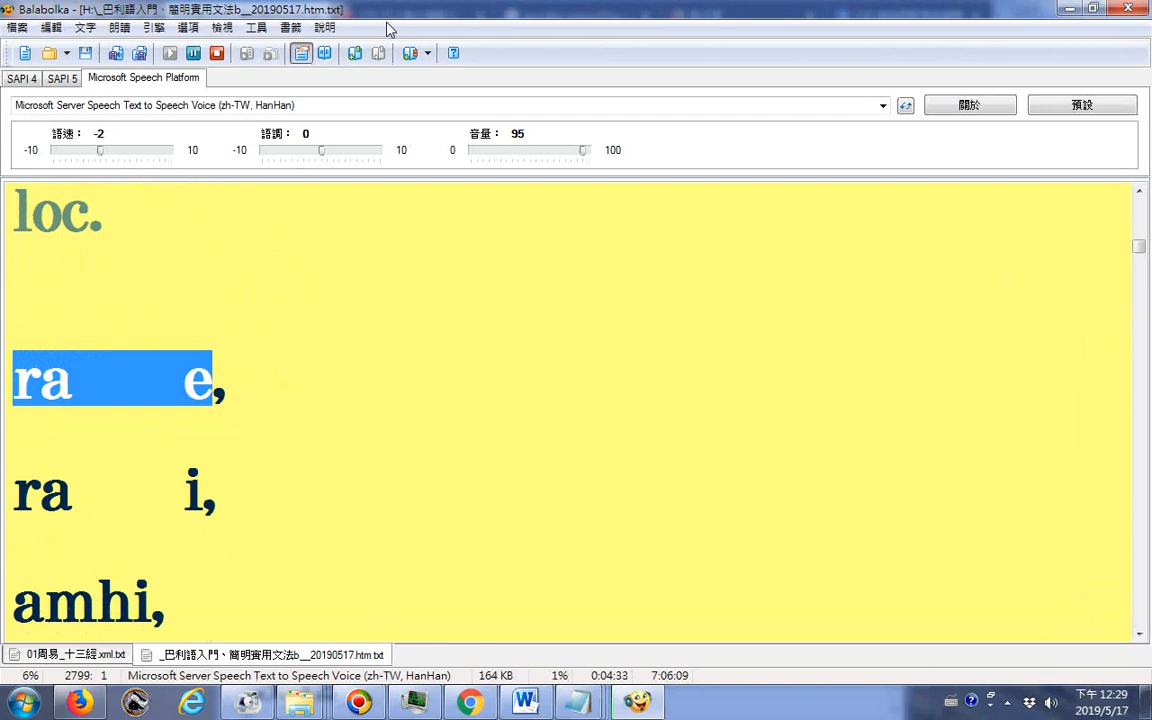 Balabolka - [H:\_巴利語入門、簡明實用文法b__20190517.htm.txt]
檔案 編輯 文字 朗讀 引擎 選項 檢視 工具 書籤 說明
SAPI 4 SAPI 5 Microsoft Speech Platform
Microsoft Server Speech Text to Speech Voice (zh-TW, HanHan) 關於 預設
語速： -2 語調： 0 音量： 95
-10 10 -10 10 0 100
loc.
ra e,
ra i,
amhi,
01周易_十三經.xml.txt _巴利語入門、簡明實用文法b__20190517.htm.txt
6% 2799: 1 Microsoft Server Speech Text to Speech Voice (zh-TW, HanHan) 164 KB 1% 0:04:33 7:06:09
下午 12:29
2019/5/17